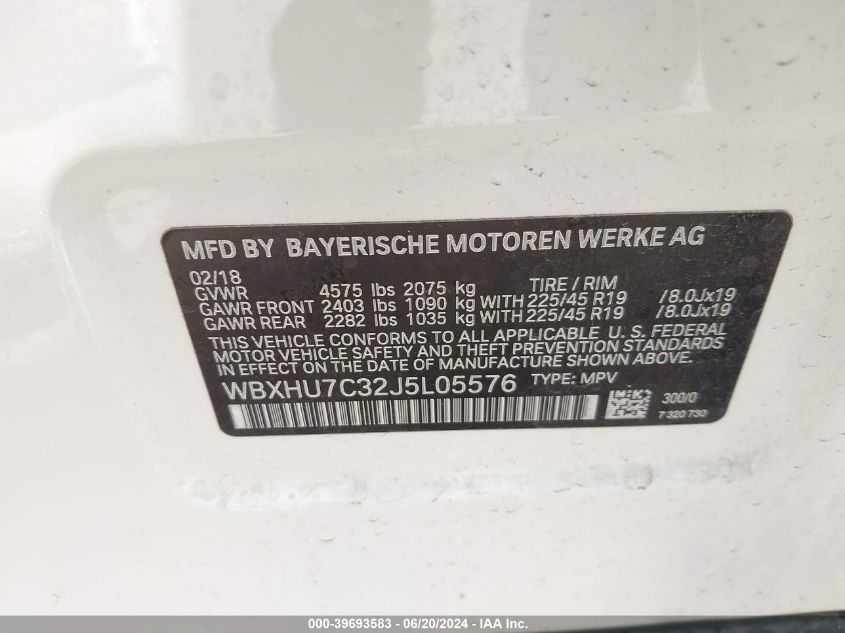 MFD BY BAYERISCHE MOTOREN WERKE AG
02/18
GVWR 4575 lbs 2075 kg TIRE / RIM
GAWR FRONT 2403 lbs 1090 kg WITH 225/45 R19 /8.0Jx19
GAWR REAR 2282 lbs 1035 kg WITH 225/45 R19 /8.0Jx19
THIS VEHICLE CONFORMS TO ALL APPLICABLE U. S. FEDERAL
MOTOR VEHICLE SAFETY AND THEFT PREVENTION STANDARDS
IN EFFECT ON THE DATE OF MANUFACTURE SHOWN ABOVE.
WBXHU7C32J5L05576 TYPE: MPV
300/0
7 320 730
000-39693583 - 06/20/2024 - IAA Inc.